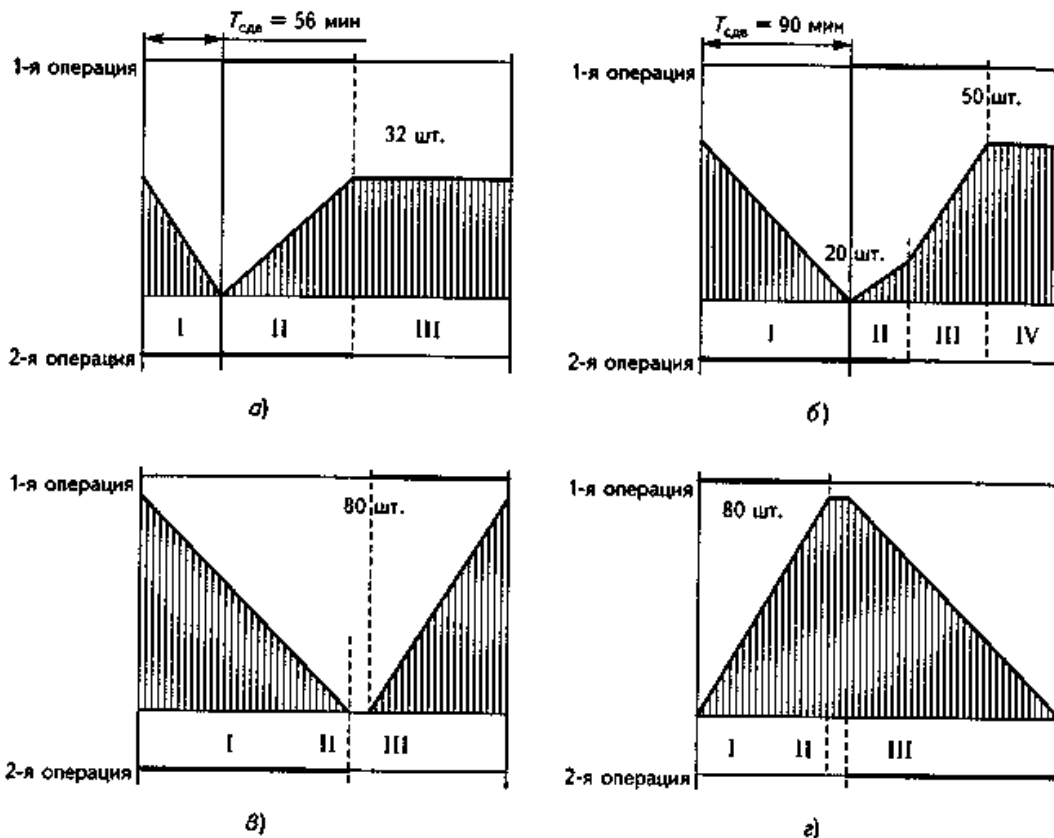 Tсдв = 56 мин
1-я операция
32 шт.
I II III
2-я операция
а)
Tсдв = 90 мин
1-я операция
50 шт.
20 шт.
I II III IV
2-я операция
б)
1-я операция
80 шт.
I II III
2-я операция
в)
1-я операция
80 шт.
I II III
2-я операция
г)